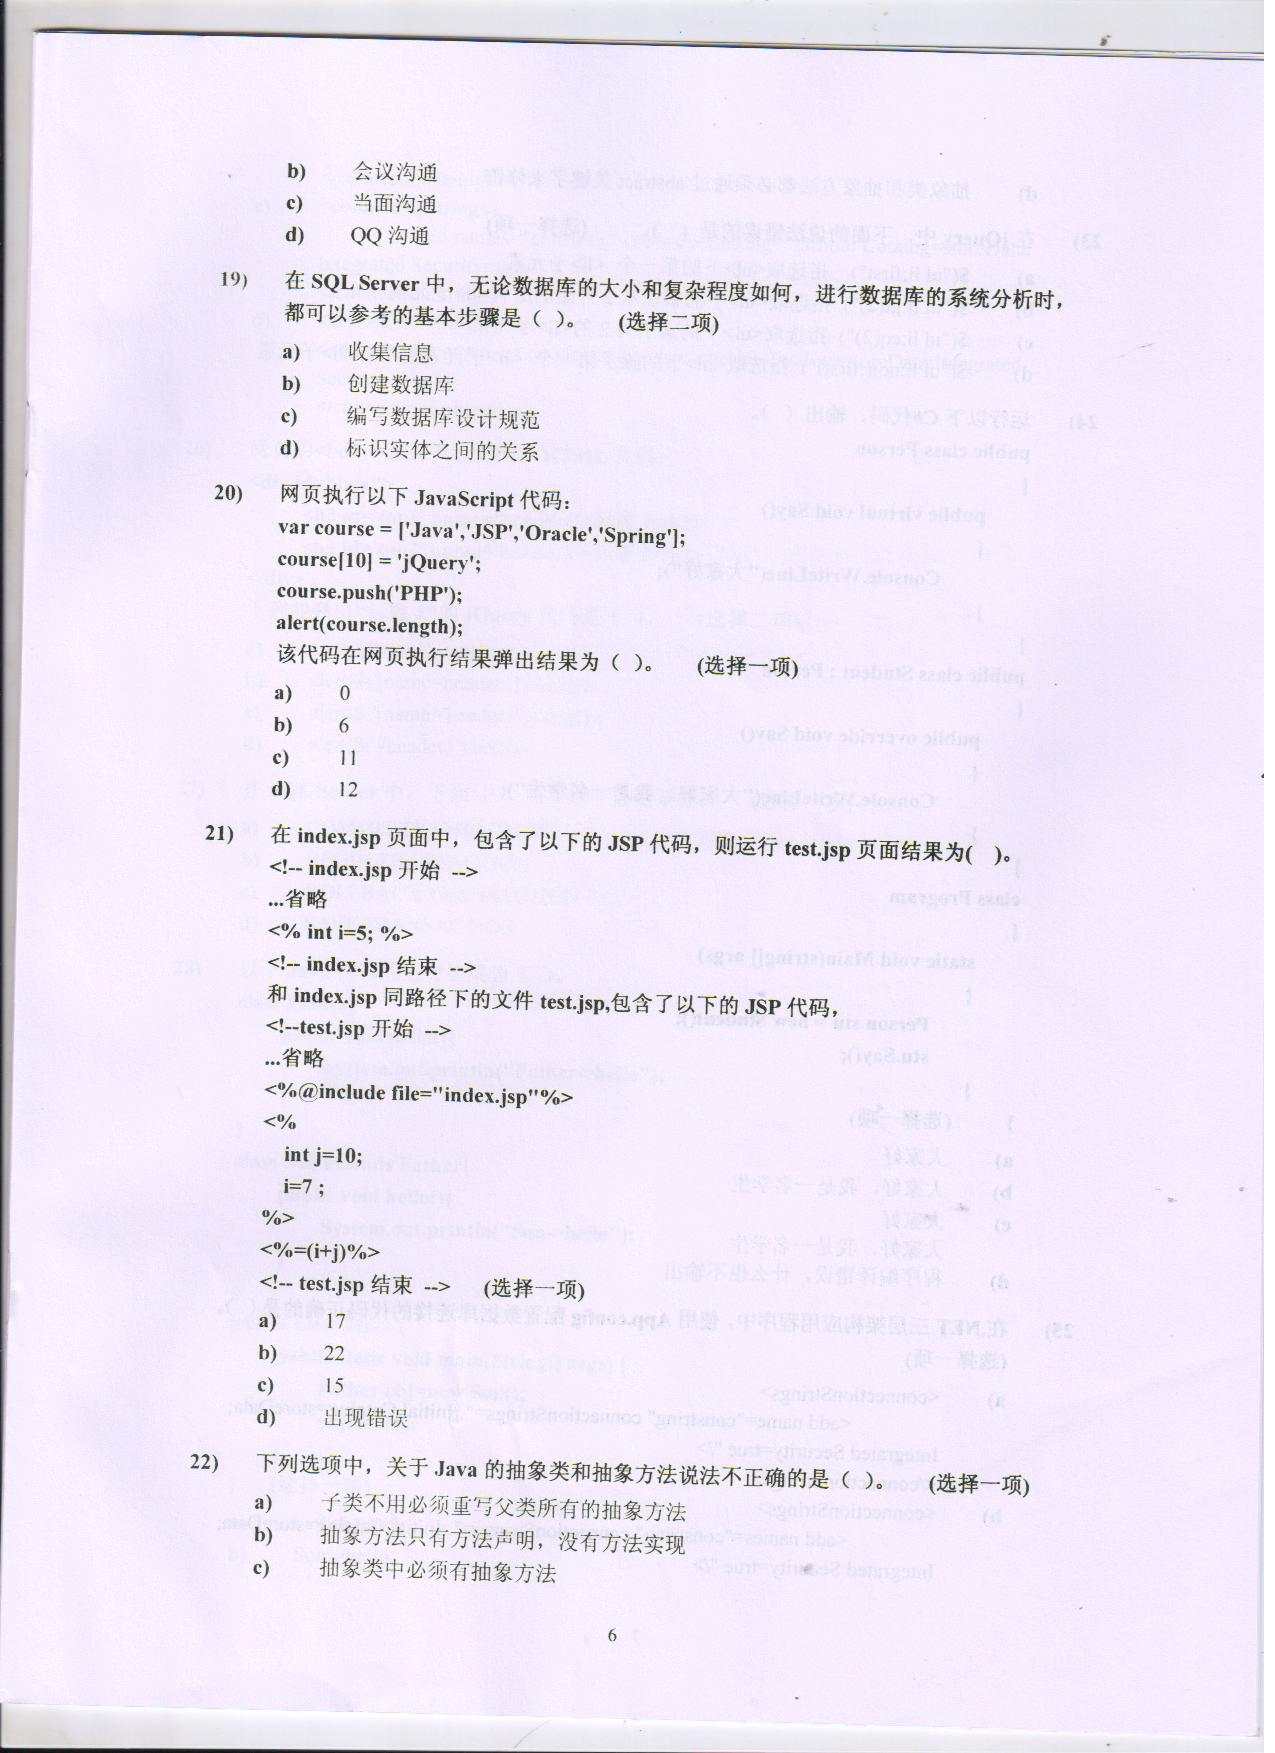 b) 会议沟通
c) 当面沟通
d) QQ 沟通
19) 在 SQL Server 中，无论数据库的大小和复杂程度如何，进行数据库的系统分析时，
都可以参考的基本步骤是（ ）。 (选择二项)
a) 收集信息
b) 创建数据库
c) 编写数据库设计规范
d) 标识实体之间的关系
20) 网页执行以下 JavaScript 代码：
var course = ['Java','JSP','Oracle','Spring'];
course[10] = 'jQuery';
course.push('PHP');
alert(course.length);
该代码在网页执行结果弹出结果为（ ）。 (选择一项)
a) 0
b) 6
c) 11
d) 12
21) 在 index.jsp 页面中，包含了以下的 JSP 代码，则运行 test.jsp 页面结果为( )。
<!-- index.jsp 开始 -->
...省略
<% int i=5; %>
<!-- index.jsp 结束 -->
和 index.jsp 同路径下的文件 test.jsp,包含了以下的 JSP 代码，
<!--test.jsp 开始 -->
...省略
<%@include file="index.jsp"%>
<%
int j=10;
i=7 ;
%>
<%=(i+j)%>
<!-- test.jsp 结束 --> (选择一项)
a) 17
b) 22
c) 15
d) 出现错误
22) 下列选项中，关于 Java 的抽象类和抽象方法说法不正确的是（ ）。 (选择一项)
a) 子类不用必须重写父类所有的抽象方法
b) 抽象方法只有方法声明，没有方法实现
c) 抽象类中必须有抽象方法
6